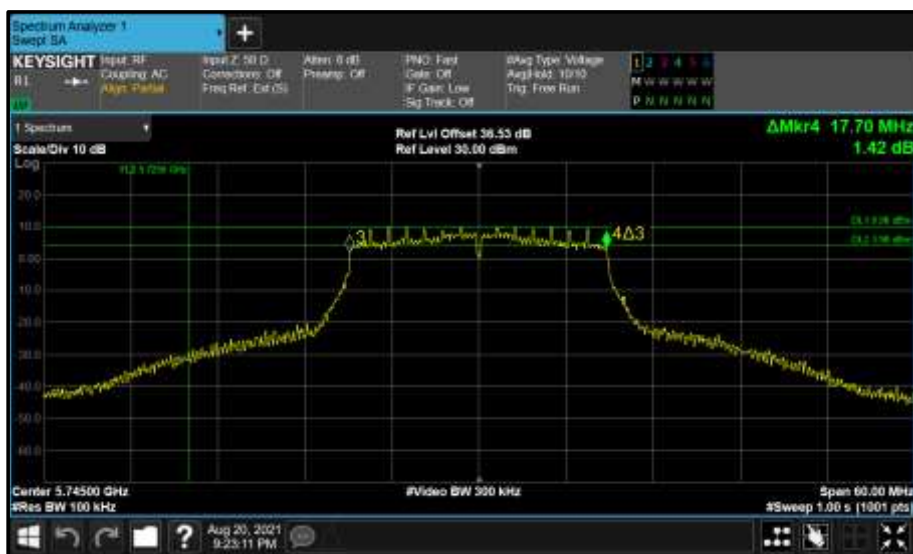 Spectrum Analyzer 1
Swept SA
+
KEYSIGHT
R L
Input: RF
Coupling: AC
Align: Partial
Input Z: 50 Ω
Corrections: Off
Freq Ref: Ext (S)
Atten: 0 dB
Preamp: Off
PNO: Fast
Gate: Off
IF Gain: Low
Sig Track: Off
#Avg Type: Voltage
Avg|Hold: 10/10
Trig: Free Run
1 2 3 4 5 6
M W W W W W
P N N N N N
1 Spectrum
Scale/Div 10 dB
Ref Lvl Offset 36.53 dB
Ref Level 30.00 dBm
ΔMkr4 17.70 MHz
1.42 dB
Log
20.0
10.0
0.00
-10.0
-20.0
-30.0
-40.0
-50.0
-60.0
3
4Δ3
Center 5.74500 GHz
#Res BW 100 kHz
#Video BW 300 kHz
Span 60.00 MHz
#Sweep 1.00 s (1001 pts)
?
Aug 20, 2021
9:23:11 PM